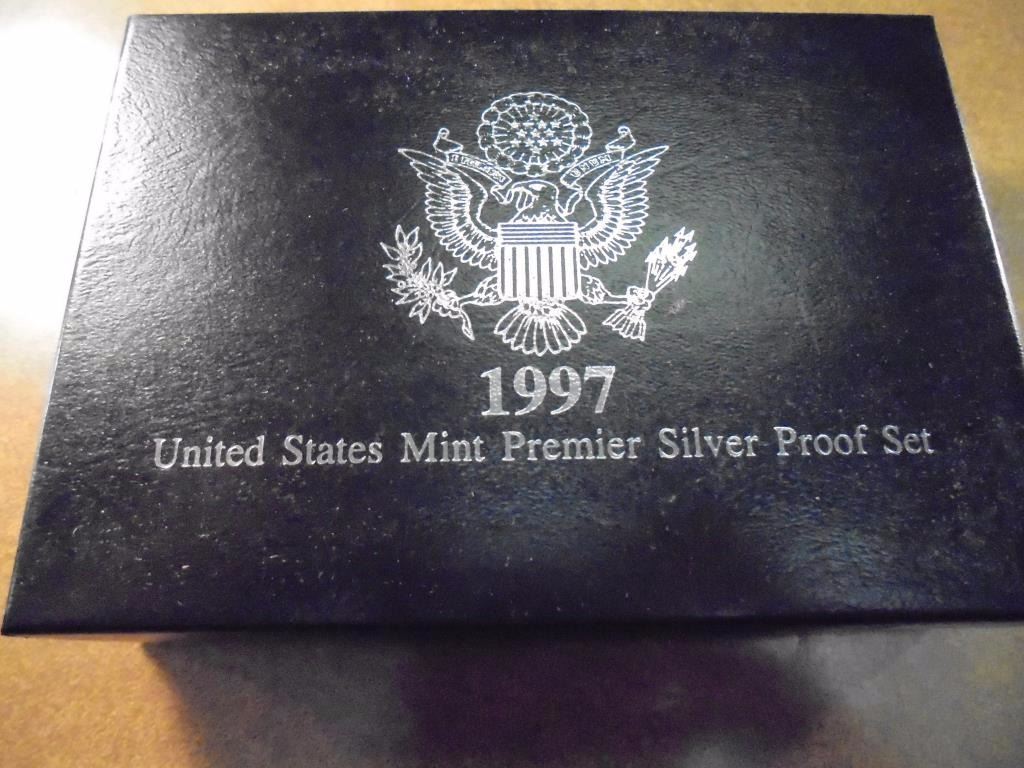 1997
United States Mint Premier Silver Proof Set